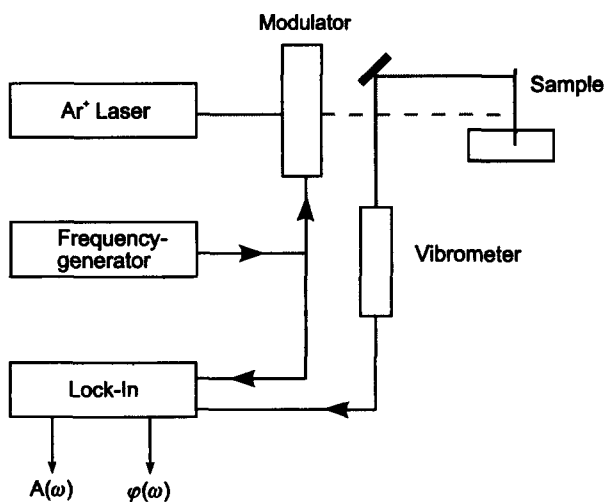 Modulator
Ar⁺ Laser
Sample
Frequency-
generator
Vibrometer
Lock-In
A(ω)
φ(ω)